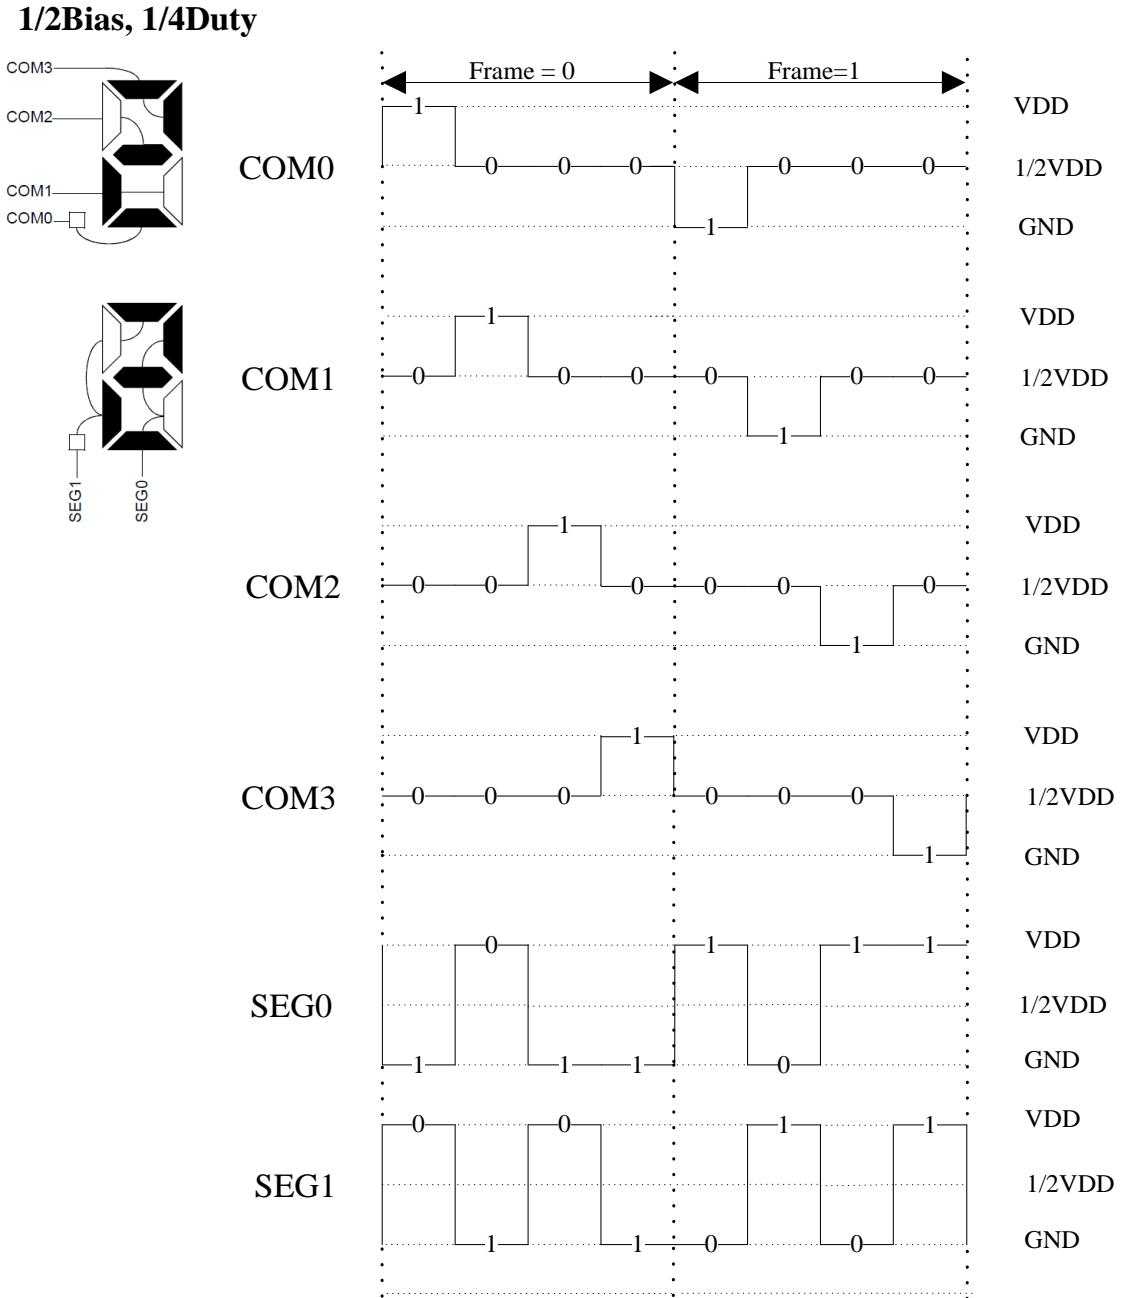 1/2Bias, 1/4Duty
COM3
COM2
COM1
COM0
SEG1
SEG0
Frame = 0 Frame=1
1 VDD
COM0 0 0 0 0 0 0 1/2VDD
1 GND
1 VDD
COM1 0 0 0 0 0 0 1/2VDD
1 GND
1 VDD
COM2 0 0 0 0 0 0 1/2VDD
1 GND
1 VDD
COM3 0 0 0 0 0 0 1/2VDD
1 GND
0 1 1 1 VDD
SEG0 1/2VDD
1 1 1 0 GND
0 0 1 1 VDD
SEG1 1/2VDD
1 1 0 0 GND